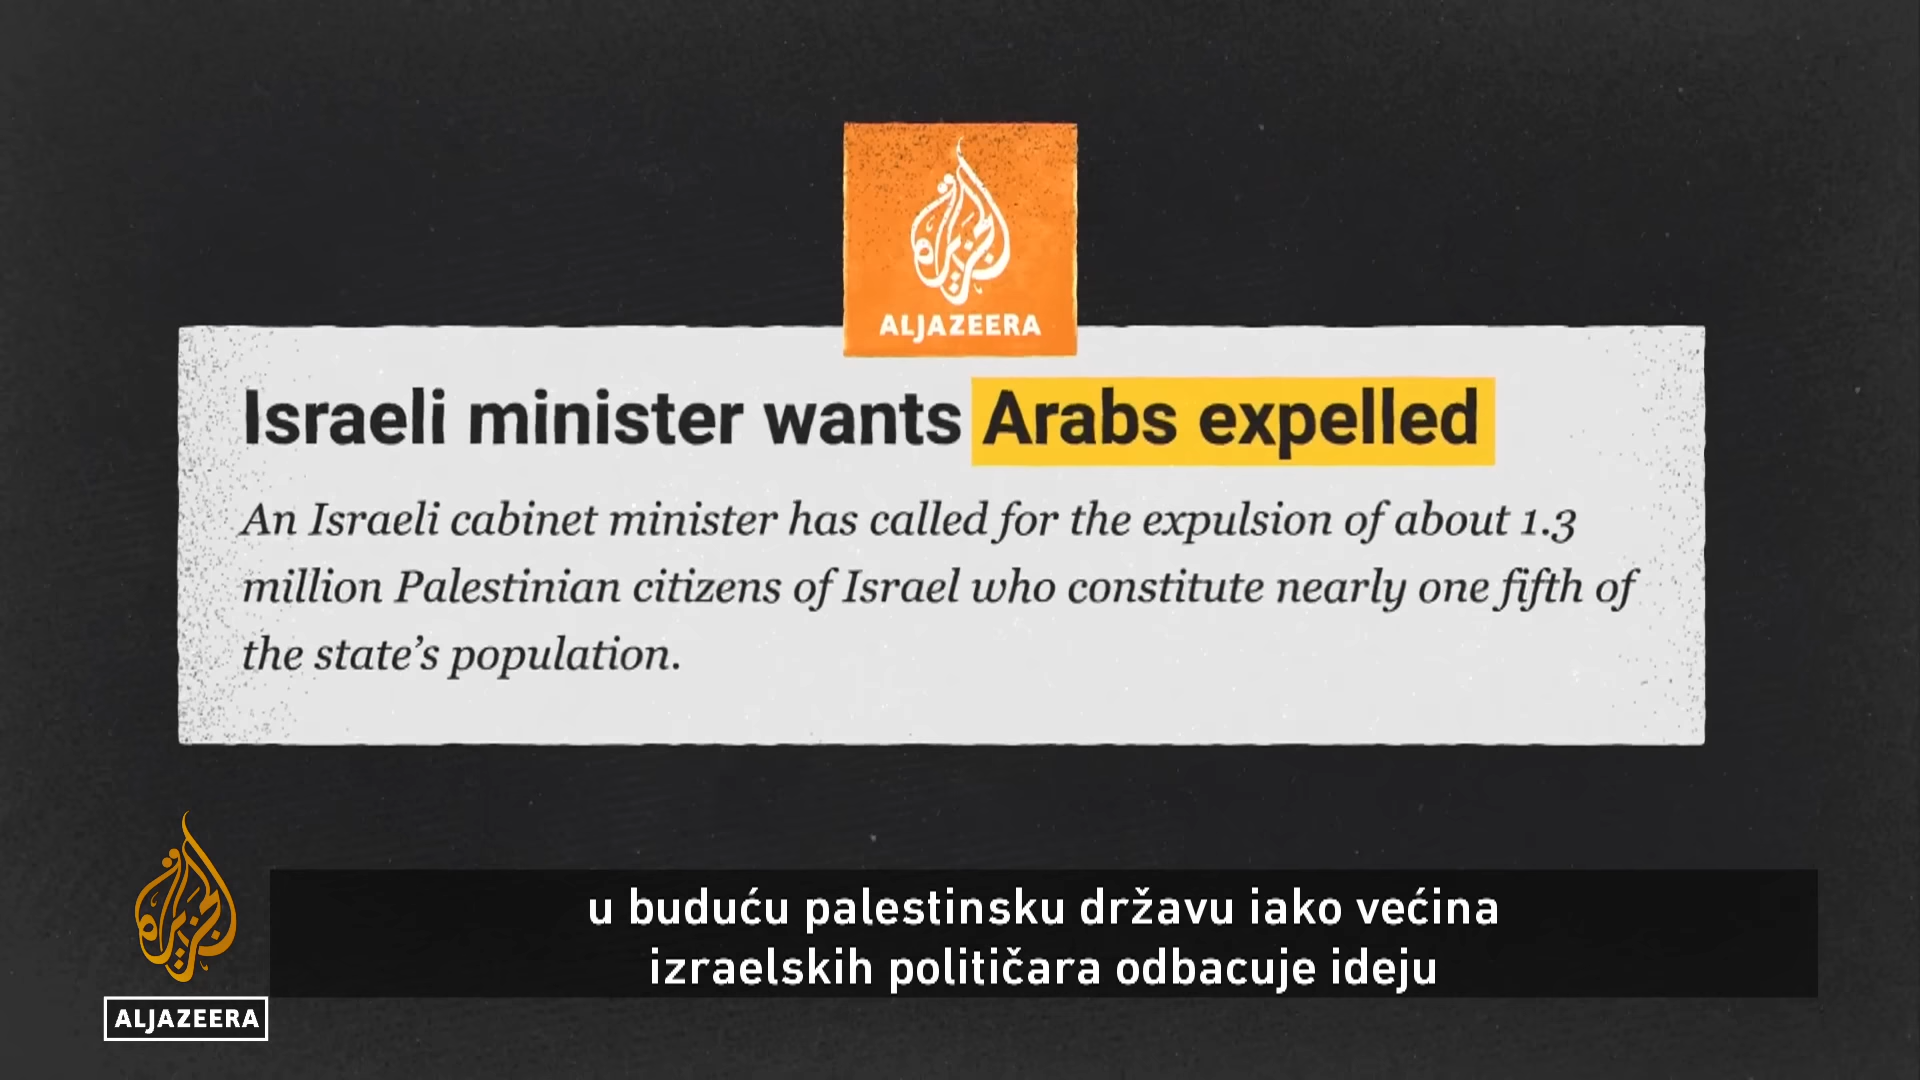 ALJAZEERA
Israeli minister wants Arabs expelled
An Israeli cabinet minister has called for the expulsion of about 1.3
million Palestinian citizens of Israel who constitute nearly one fifth of
the state's population.
u buduću palestinsku državu iako većina
izraelskih političara odbacuje ideju
ALJAZEERA